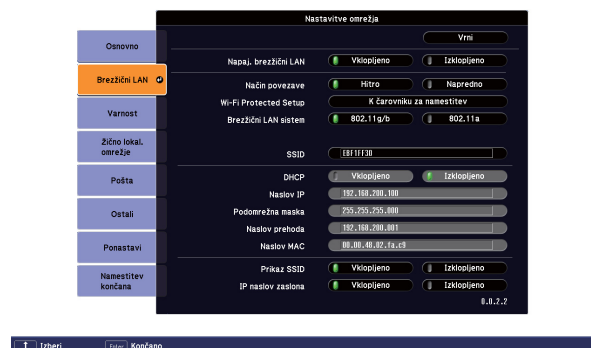 Nastavitve omrežja
Vrni
Osnovno
Brezžični LAN
Varnost
Žično lokal. omrežje
Pošta
Ostali
Ponastavi
Namestitev končana
Napaj. brezžični LAN Vklopljeno Izklopljeno
Način povezave Hitro Napredno
Wi-Fi Protected Setup K čarovniku za namestitev
Brezžični LAN sistem 802.11g/b 802.11a
SSID EBF1FF3D
DHCP Vklopljeno Izklopljeno
Naslov IP 192.168.200.100
Podomrežna maska 255.255.255.000
Naslov prehoda 192.168.200.001
Naslov MAC 00.00.48.02.fa.c9
Prikaz SSID Vklopljeno Izklopljeno
IP naslov zaslona Vklopljeno Izklopljeno
0.0.2.2
Izberi Enter Končano